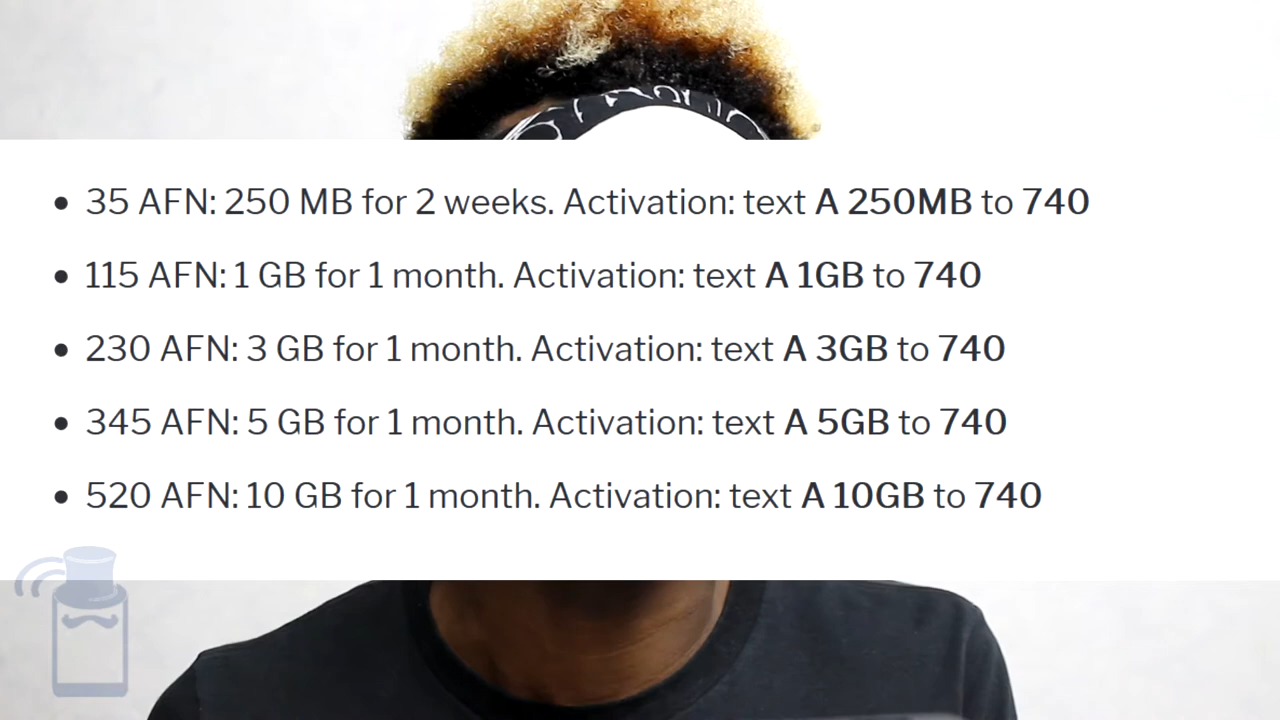 35 AFN: 250 MB for 2 weeks. Activation: text A 250MB to 740
115 AFN: 1 GB for 1 month. Activation: text A 1GB to 740
230 AFN: 3 GB for 1 month. Activation: text A 3GB to 740
345 AFN: 5 GB for 1 month. Activation: text A 5GB to 740
520 AFN: 10 GB for 1 month. Activation: text A 10GB to 740